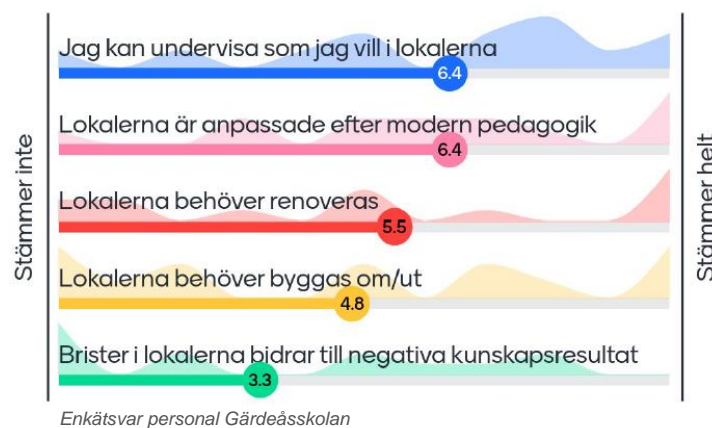 Stämmer inte
Jag kan undervisa som jag vill i lokalerna
6.4
Lokalerna är anpassade efter modern pedagogik
6.4
Lokalerna behöver renoveras
5.5
Lokalerna behöver byggas om/ut
4.8
Brister i lokalerna bidrar till negativa kunskapsresultat
3.3
Stämmer helt
Enkätsvar personal Gärdeåsskolan